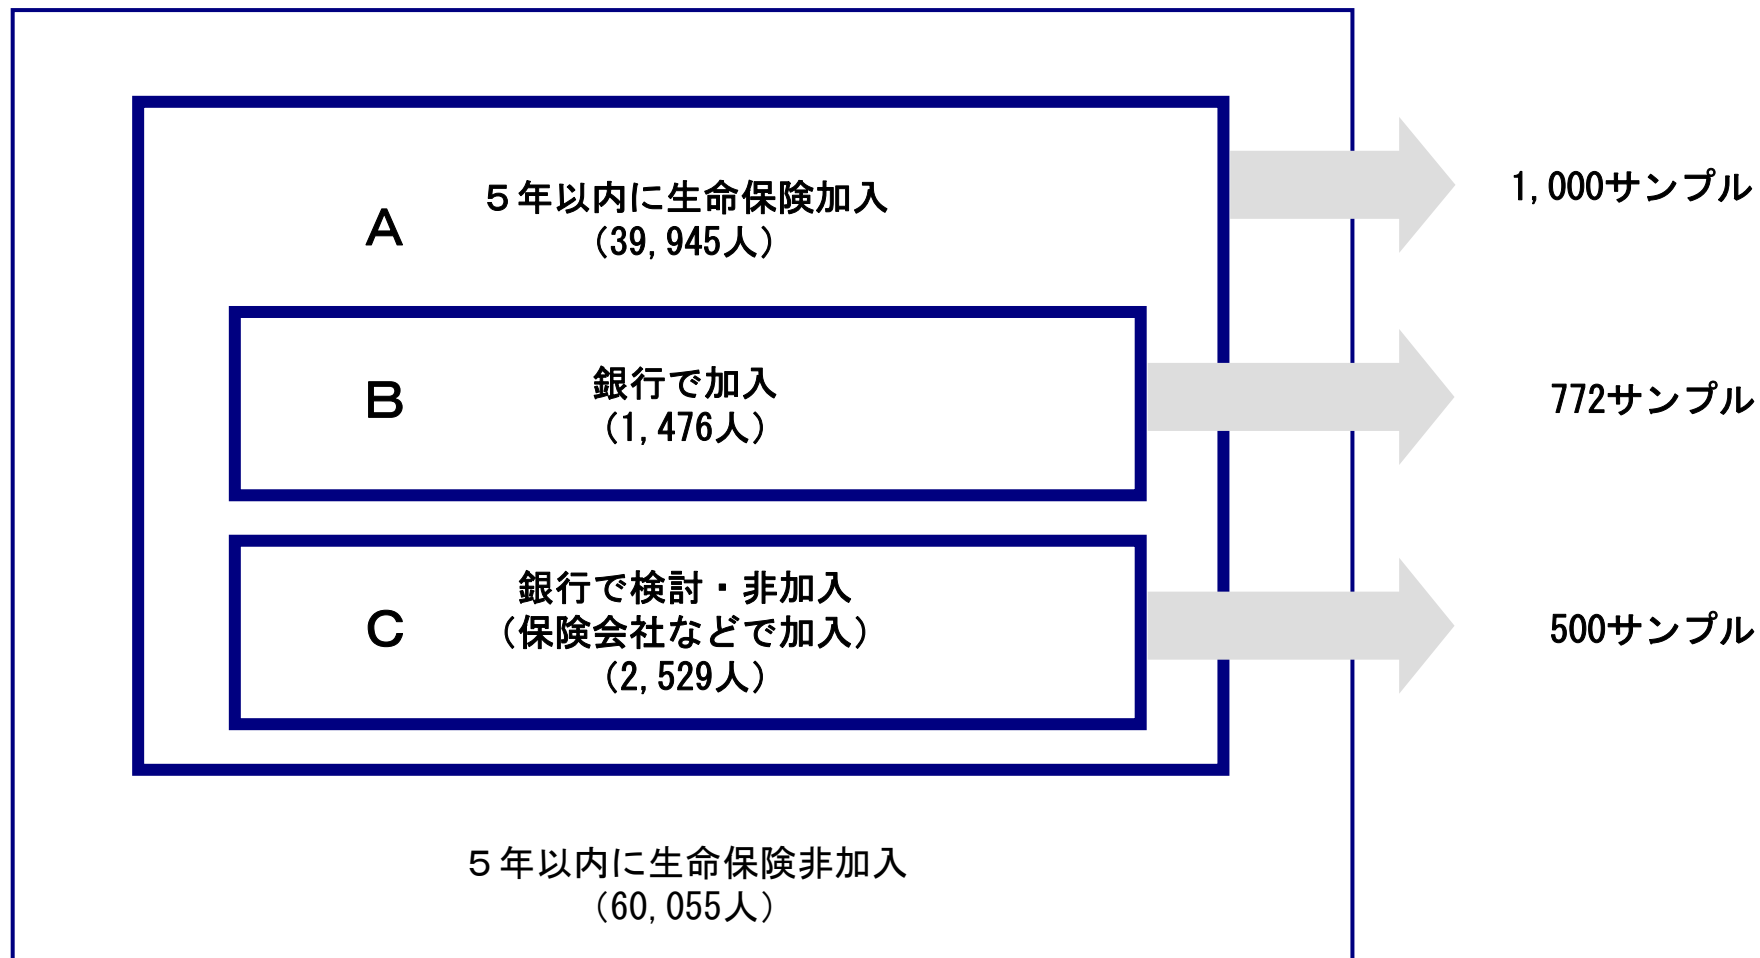 A
５年以内に生命保険加入
（39,945人）
1,000サンプル
B
銀行で加入
（1,476人）
772サンプル
C
銀行で検討・非加入
（保険会社などで加入）
（2,529人）
500サンプル
５年以内に生命保険非加入
（60,055人）